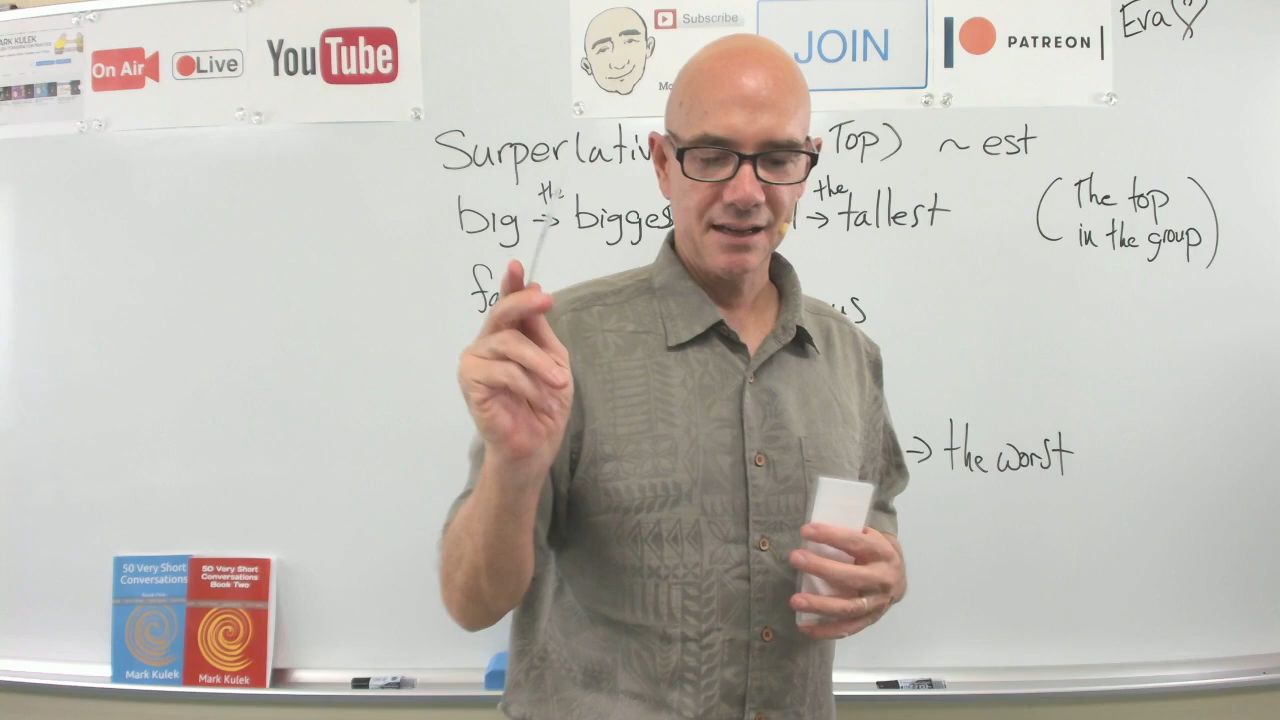 ARK KULEK
On Air
Live
YouTube
Subscribe
JOIN
PATREON
Eva
Surperlativ Top) ~ est
big → the bigges → the tallest
(The top
in the group)
→ the worst
50 Very Short
Conversations
Mark Kulek
50 Very Short
Conversations
Book Two
Mark Kulek